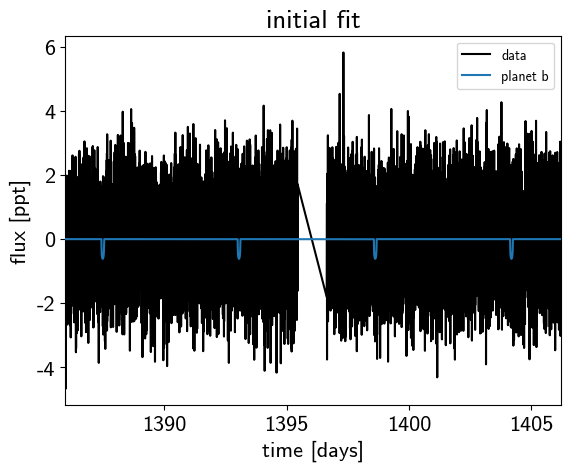 initial fit
data
planet b
flux [ppt]
6
4
2
0
-2
-4
1390
1395
1400
1405
time [days]